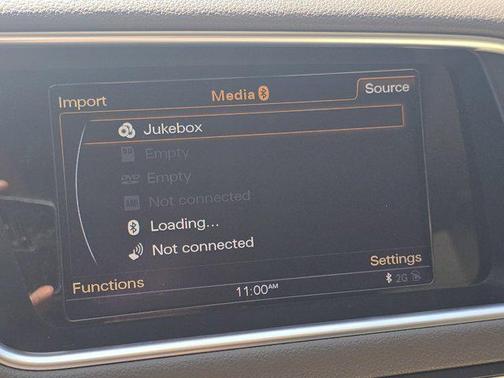 Import Media Source
Jukebox
Empty
Empty
Not connected
Loading...
Not connected
Functions Settings
11:00AM 2G